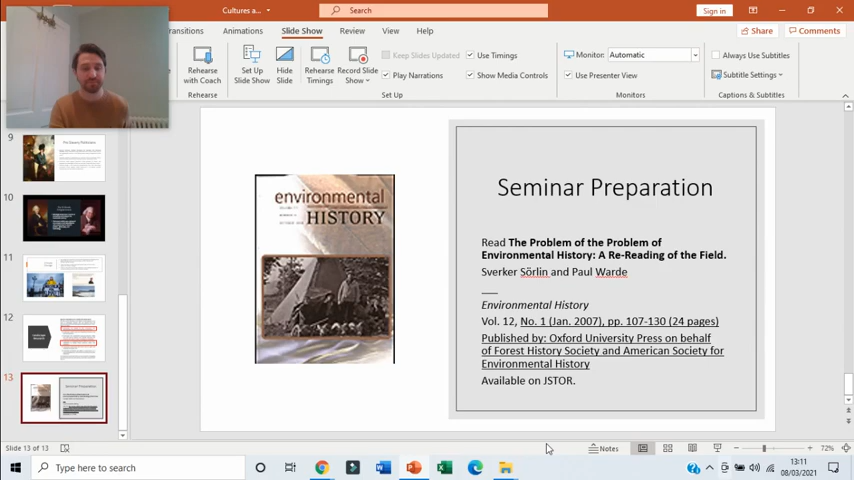 Cultures a...
Search
Sign in
Transitions
Animations
Slide Show
Review
View
Help
Share
Comments
Rehearse with Coach
Set Up Slide Show
Hide Slide
Rehearse Timings
Record Slide Show
Keep Slides Updated
Use Timings
Play Narrations
Show Media Controls
Monitor:
Automatic
Use Presenter View
Always Use Subtitles
Subtitle Settings
Rehearse
Set Up
Monitors
Captions & Subtitles
9
10
11
12
13
Seminar Preparation
environmental
HISTORY
Seminar Preparation
Read The Problem of the Problem of
Environmental History: A Re-Reading of the Field.
Sverker Sörlin and Paul Warde
Environmental History
Vol. 12, No. 1 (Jan. 2007), pp. 107-130 (24 pages)
Published by: Oxford University Press on behalf
of Forest History Society and American Society for
Environmental History
Available on JSTOR.
Slide 13 of 13
Notes
72%
Type here to search
13:11
08/03/2021